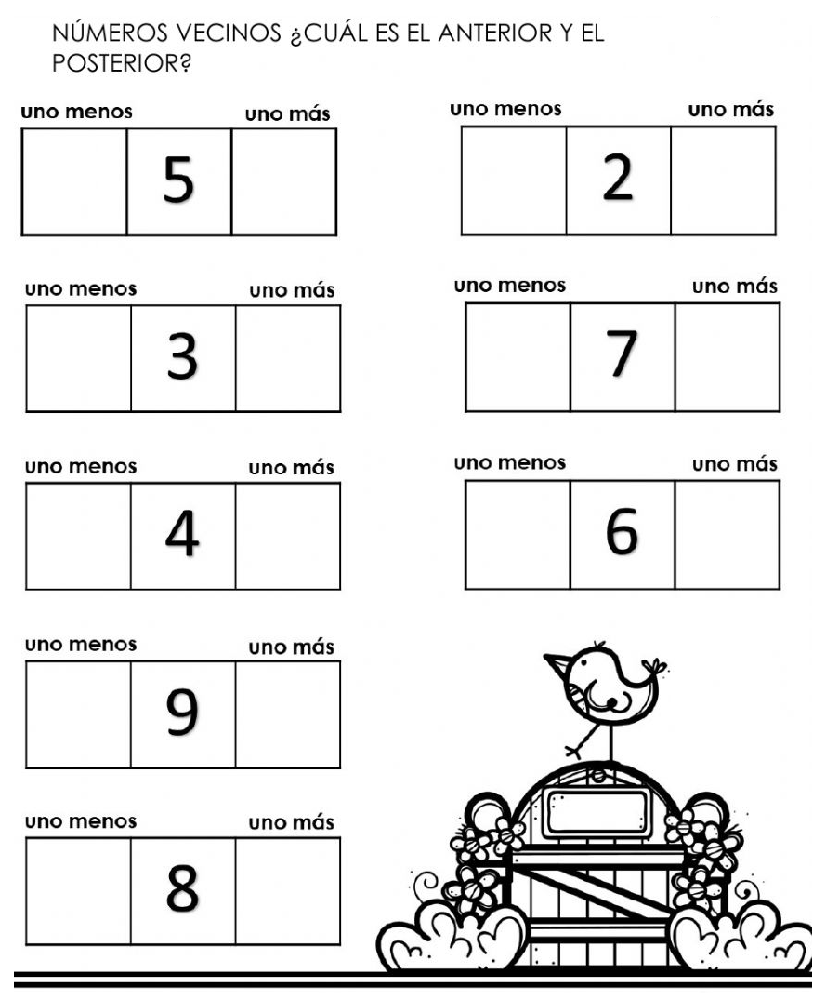 NÚMEROS VECINOS ¿CUÁL ES EL ANTERIOR Y EL
POSTERIOR?
uno menos uno más
5
uno menos uno más
2
uno menos uno más
3
uno menos uno más
7
uno menos uno más
4
uno menos uno más
6
uno menos uno más
9
uno menos uno más
8